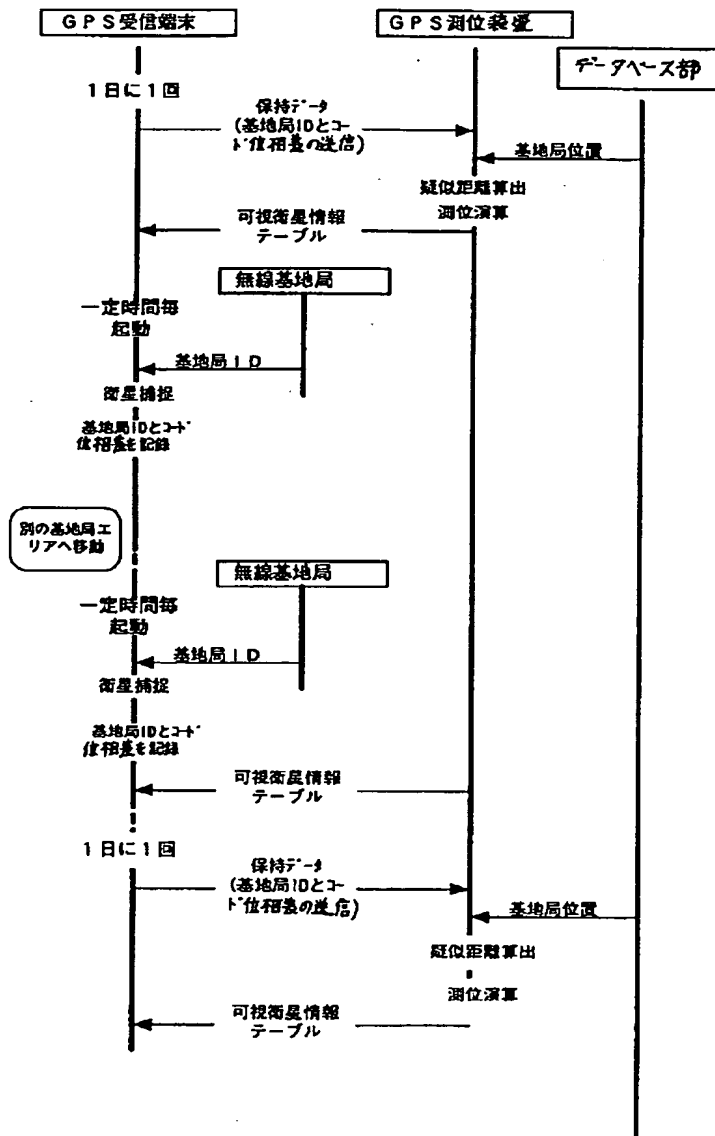 GPS受信端末
GPS測位装置
データベース部
1日に1回
保持データ
(基地局IDとコー
ド位相差の送信)
基地局位置
疑似距離算出
測位演算
可視衛星情報
テーブル
無線基地局
一定時間毎
起動
基地局ID
衛星捕捉
基地局IDとコード
位相差を記録
別の基地局エ
リアへ移動
無線基地局
一定時間毎
起動
基地局ID
衛星捕捉
基地局IDとコード
位相差を記録
可視衛星情報
テーブル
1日に1回
保持データ
(基地局IDとコー
ド位相差の送信)
基地局位置
疑似距離算出
測位演算
可視衛星情報
テーブル